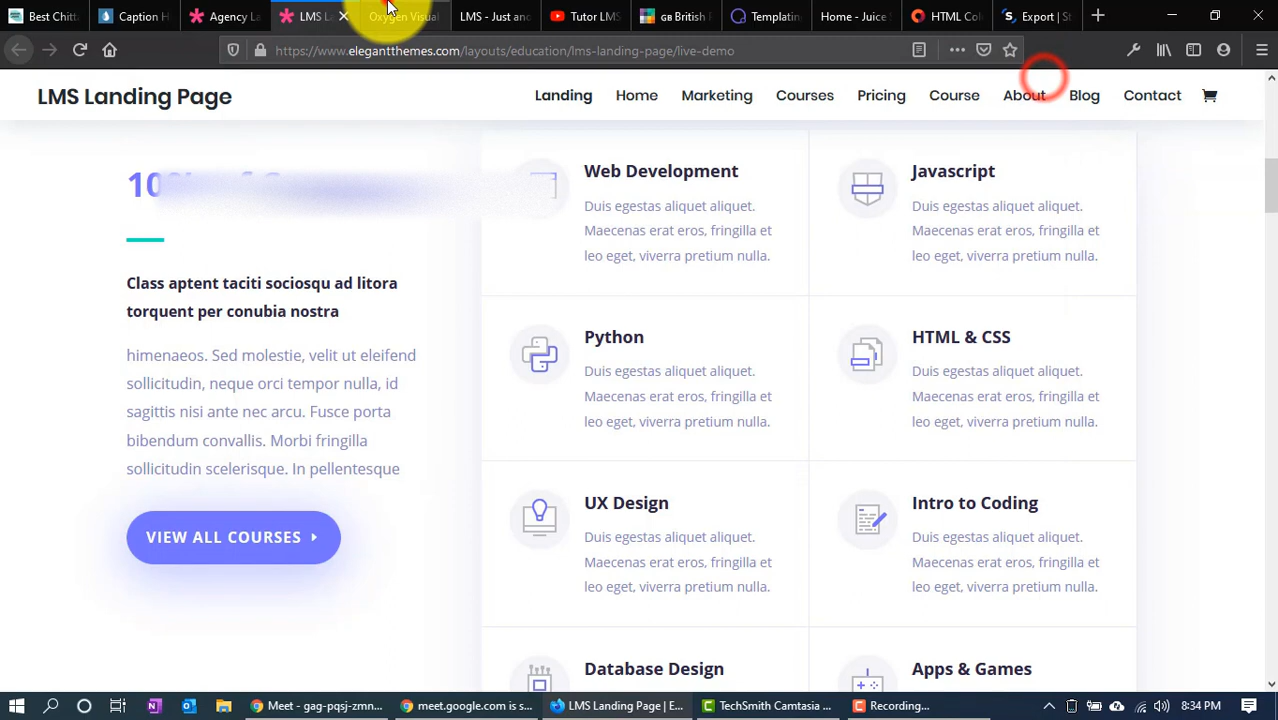 Best Chitt
Caption H
Agency La
LMS La
Oxygen Visual
LMS - Just and
Tutor LMS
GB British
Templating
Home - Juice
HTML Col
Export | St
https://www.elegantthemes.com/layouts/education/lms-landing-page/live-demo
LMS Landing Page
Landing Home Marketing Courses Pricing Course About Blog Contact
Class aptent taciti sociosqu ad litora
torquent per conubia nostra
himenaeos. Sed molestie, velit ut eleifend
sollicitudin, neque orci tempor nulla, id
sagittis nisi ante nec arcu. Fusce porta
bibendum convallis. Morbi fringilla
sollicitudin scelerisque. In pellentesque
VIEW ALL COURSES
Web Development
Duis egestas aliquet aliquet.
Maecenas erat eros, fringilla et
leo eget, viverra pretium nulla.
Javascript
Duis egestas aliquet aliquet.
Maecenas erat eros, fringilla et
leo eget, viverra pretium nulla.
Python
Duis egestas aliquet aliquet.
Maecenas erat eros, fringilla et
leo eget, viverra pretium nulla.
HTML & CSS
Duis egestas aliquet aliquet.
Maecenas erat eros, fringilla et
leo eget, viverra pretium nulla.
UX Design
Duis egestas aliquet aliquet.
Maecenas erat eros, fringilla et
leo eget, viverra pretium nulla.
Intro to Coding
Duis egestas aliquet aliquet.
Maecenas erat eros, fringilla et
leo eget, viverra pretium nulla.
Database Design
Apps & Games
Meet - gag-pqsj-zmn...
meet.google.com is s...
LMS Landing Page | E...
TechSmith Camtasia ...
Recording...
8:34 PM